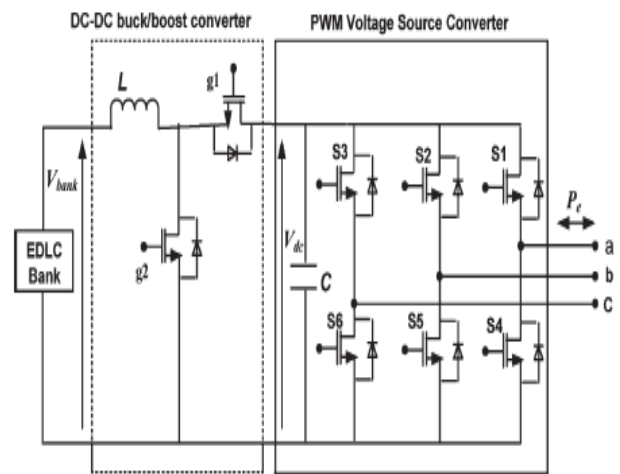 DC-DC buck/boost converter
PWM Voltage Source Converter
L
g1
S3
S2
S1
P_e
V_bank
V_dc
a
EDLC
Bank
g2
C
b
c
S6
S5
S4